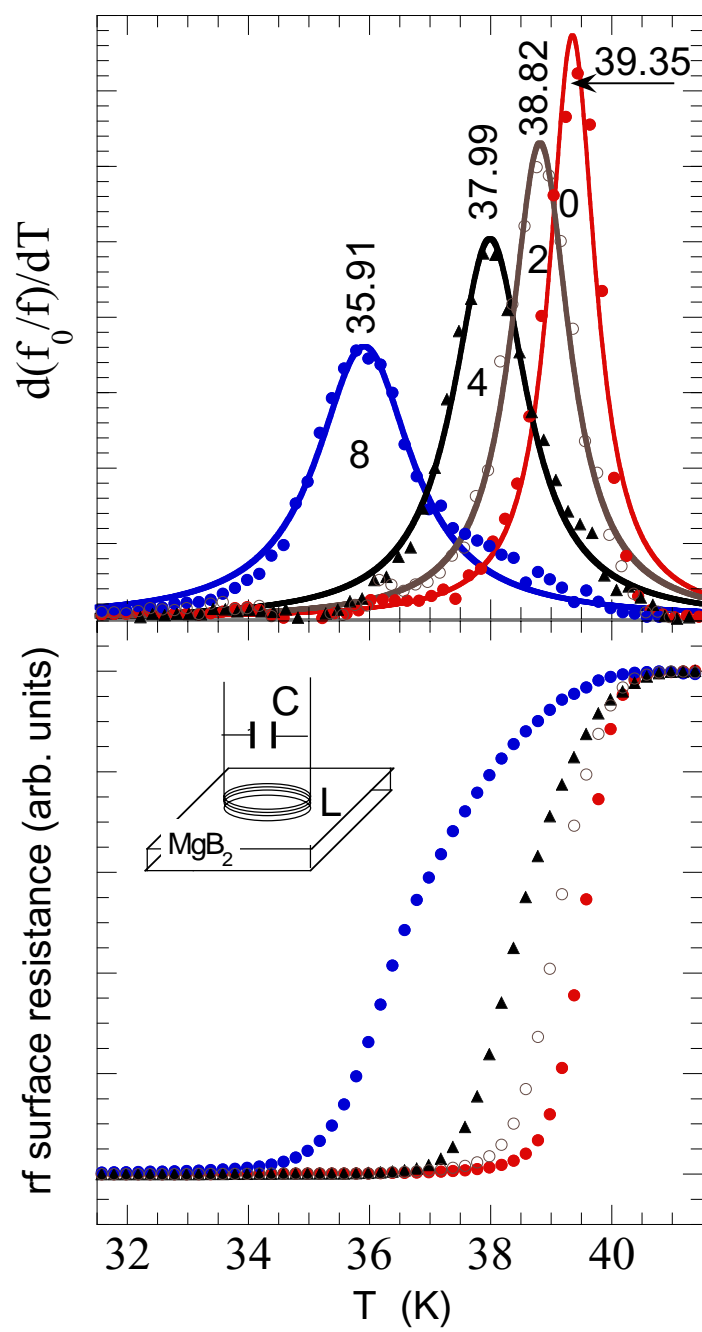 39.35
38.82
37.99
35.91
0
2
4
8
d(f0/f)/dT
C
L
MgB2
rf surface resistance (arb. units)
32 34 36 38 40
T (K)